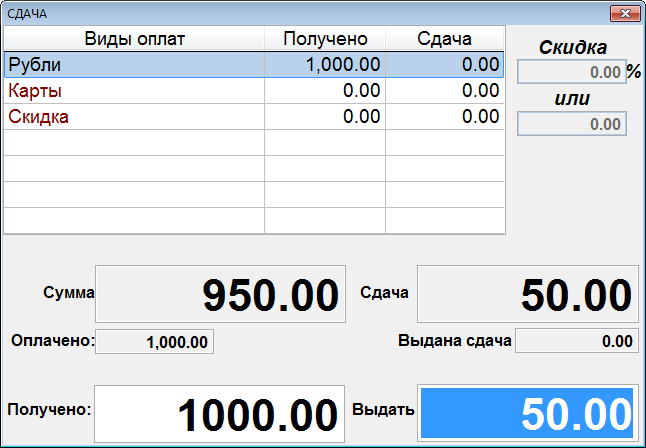 СДАЧА
Виды оплат Получено Сдача
Рубли 1,000.00 0.00
Карты 0.00 0.00
Скидка 0.00 0.00
Скидка
0.00 %
или
0.00
Сумма 950.00 Сдача 50.00
Оплачено: 1,000.00 Выдана сдача 0.00
Получено: 1000.00 Выдать 50.00